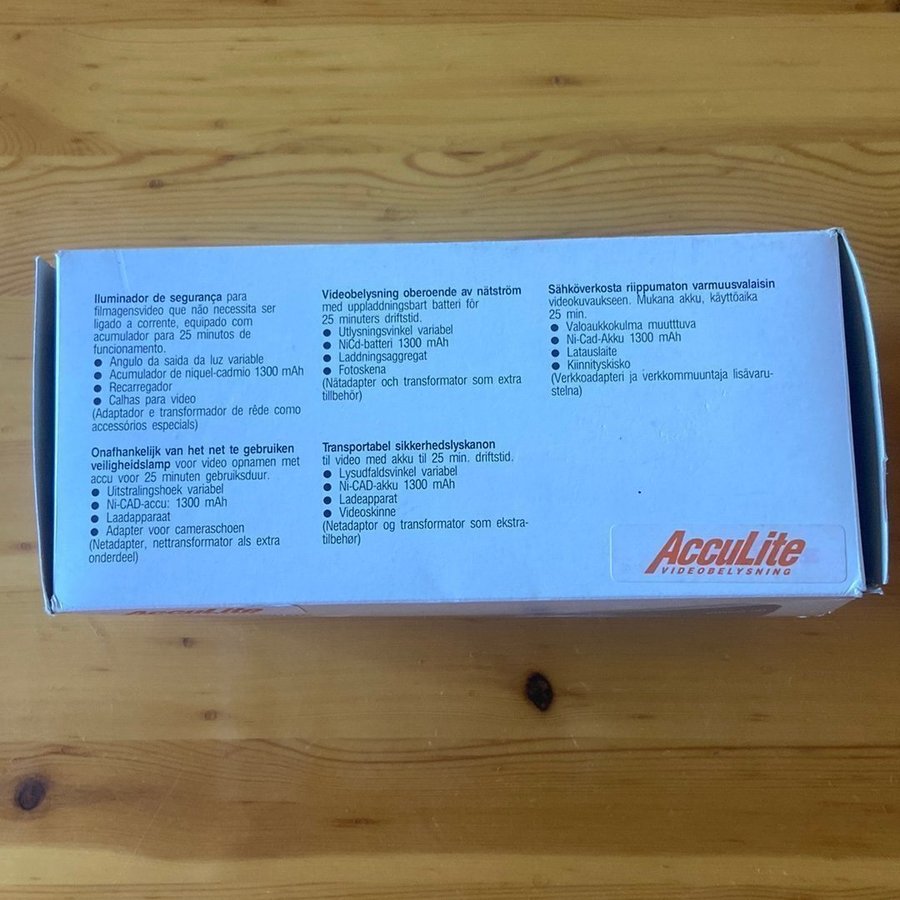 Iluminador de segurança para
filmagensvideo que não necessita ser
ligado a corrente, equipado com
acumulador para 25 minutos de
funcionamento.
● Angulo da saida da luz variable
● Acumulador de niquel-cadmio 1300 mAh
● Recarregador
● Calhas para video
(Adaptador e transformador de rêde como
accessórios especials)
Onafhankelijk van het net te gebruiken
veiligheidslamp voor video opnamen met
accu voor 25 minuten gebruiksduur.
● Uitstralingshoek variabel
● Ni-CAD-accu: 1300 mAh
● Laadapparaat
● Adapter voor cameraschoen
(Netadapter, nettransformator als extra
onderdeel)
Videobelysning oberoende av nätström
med uppladdningsbart batteri för
25 minuters driftstid.
● Utlysningsvinkel variabel
● NiCd-batteri 1300 mAh
● Laddningsaggregat
● Fotoskena
(Nätadapter och transformator som extra
tillbehör)
Transportabel sikkerhedslyskanon
til video med akku til 25 min. driftstid.
● Lysudfaldsvinkel variabel
● Ni-CAD-akku 1300 mAh
● Ladeapparat
● Videoskinne
(Netadaptor og transformator som ekstra-
tilbehør)
Sähköverkosta riippumaton varmuusvalaisin
videokuvaukseen. Mukana akku, käyttöaika
25 min.
● Valoaukkokulma muutttuva
● Ni-Cad-Akku 1300 mAh
● Latauslaite
● Kiinnityskisko
(Verkkoadapteri ja verkkommuuntaja lisävaru-
stelna)
AccuLite
VIDEOBELYSNING
AccuLite